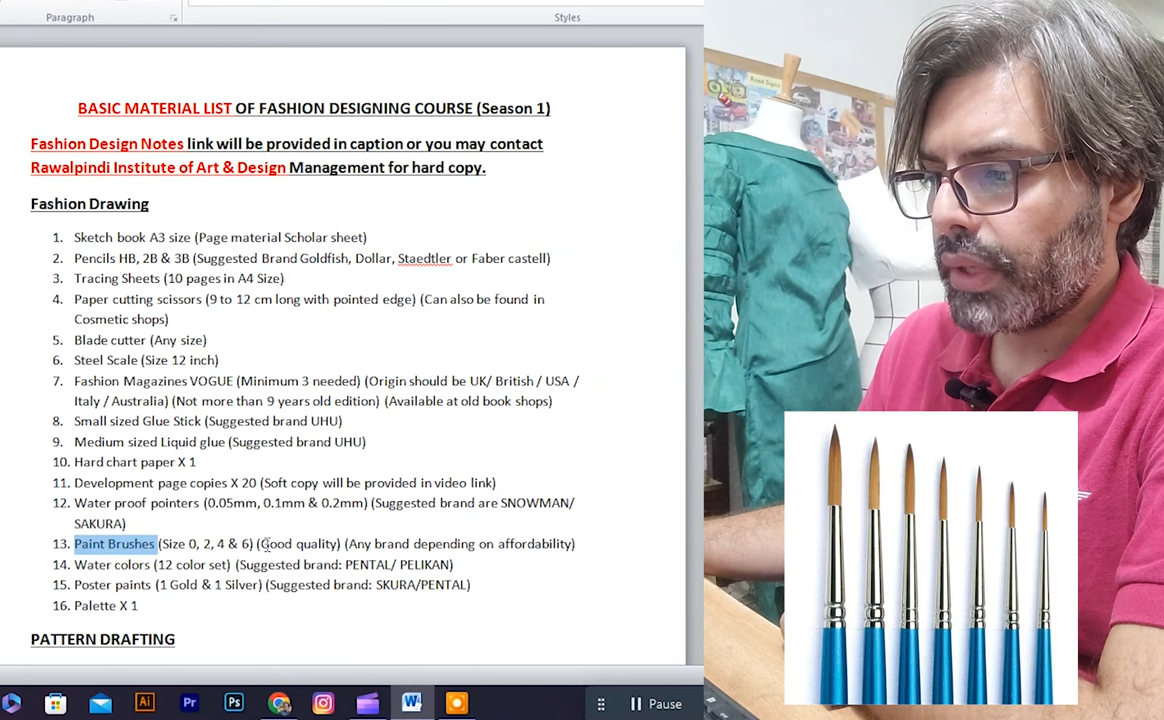 Paragraph
Styles
BASIC MATERIAL LIST OF FASHION DESIGNING COURSE (Season 1)
Fashion Design Notes link will be provided in caption or you may contact
Rawalpindi Institute of Art & Design Management for hard copy.
Fashion Drawing
1. Sketch book A3 size (Page material Scholar sheet)
2. Pencils HB, 2B & 3B (Suggested Brand Goldfish, Dollar, Staedtler or Faber castell)
3. Tracing Sheets (10 pages in A4 Size)
4. Paper cutting scissors (9 to 12 cm long with pointed edge) (Can also be found in
Cosmetic shops)
5. Blade cutter (Any size)
6. Steel Scale (Size 12 inch)
7. Fashion Magazines VOGUE (Minimum 3 needed) (Origin should be UK/ British / USA /
Italy / Australia) (Not more than 9 years old edition) (Available at old book shops)
8. Small sized Glue Stick (Suggested brand UHU)
9. Medium sized Liquid glue (Suggested brand UHU)
10. Hard chart paper X 1
11. Development page copies X 20 (Soft copy will be provided in video link)
12. Water proof pointers (0.05mm, 0.1mm & 0.2mm) (Suggested brand are SNOWMAN/
SAKURA)
13. Paint Brushes (Size 0, 2, 4 & 6) (Good quality) (Any brand depending on affordability)
14. Water colors (12 color set) (Suggested brand: PENTAL/ PELIKAN)
15. Poster paints (1 Gold & 1 Silver) (Suggested brand: SKURA/PENTAL)
16. Palette X 1
PATTERN DRAFTING
Ai Pr Ps W Pause
Road Signs